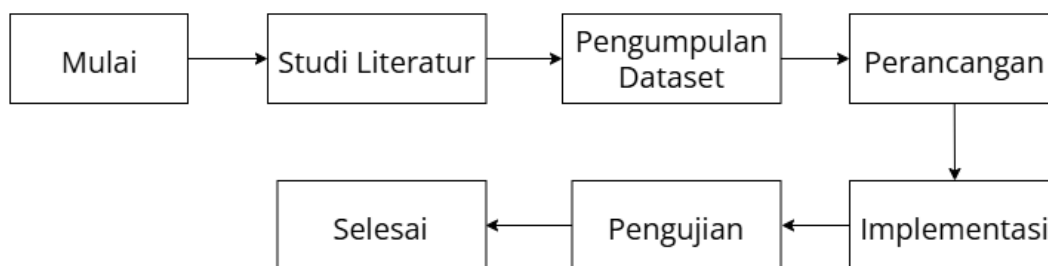 Mulai
Studi Literatur
Pengumpulan
Dataset
Perancangan
Implementasi
Pengujian
Selesai